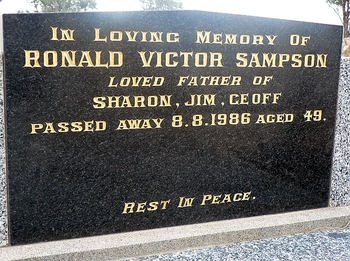 In Loving Memory Of
RONALD VICTOR SAMPSON
LOVED FATHER OF
SHARON, JIM, GEOFF
PASSED AWAY 8.8.1986 AGED 49.
REST IN PEACE.